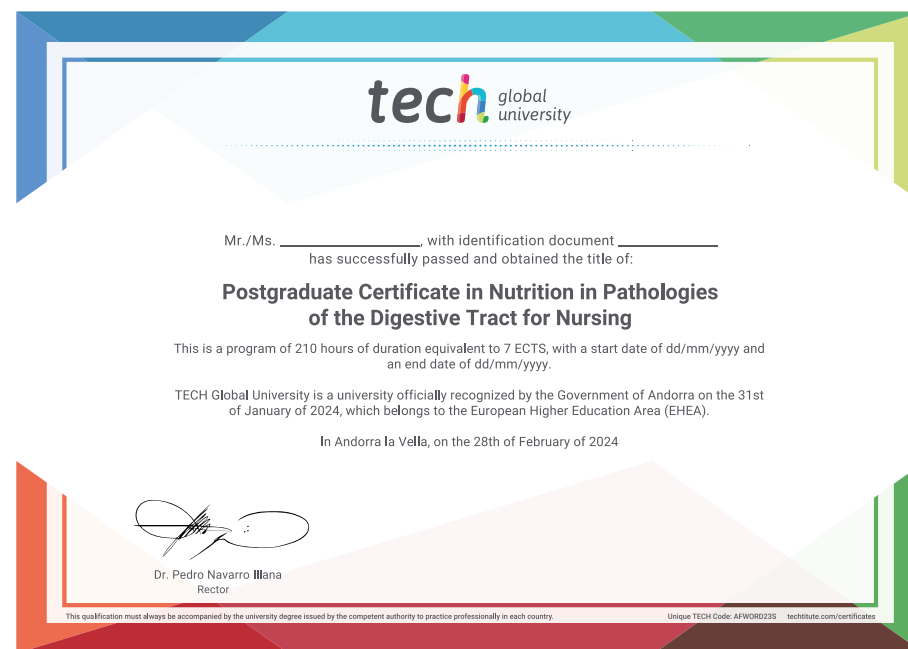 tech global
university
Mr./Ms. ____________________, with identification document ______________
has successfully passed and obtained the title of:
Postgraduate Certificate in Nutrition in Pathologies
of the Digestive Tract for Nursing
This is a program of 210 hours of duration equivalent to 7 ECTS, with a start date of dd/mm/yyyy and
an end date of dd/mm/yyyy.
TECH Global University is a university officially recognized by the Government of Andorra on the 31st
of January of 2024, which belongs to the European Higher Education Area (EHEA).
In Andorra la Vella, on the 28th of February of 2024
Dr. Pedro Navarro Illana
Rector
This qualification must always be accompanied by the university degree issued by the competent authority to practice professionally in each country.
Unique TECH Code: AFWORD23S techtitute.com/certificates